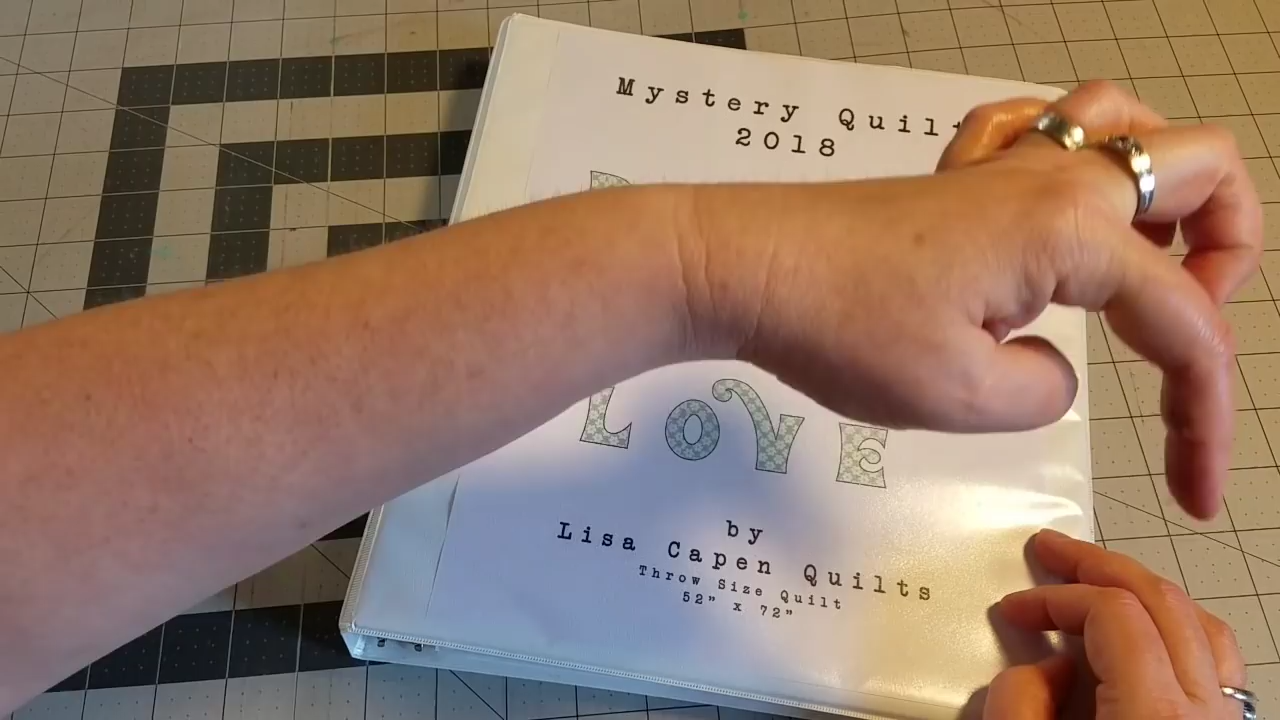 Mystery Quilt
2018
LOVE
by
Lisa Capen Quilts
Throw Size Quilt
52” x 72”